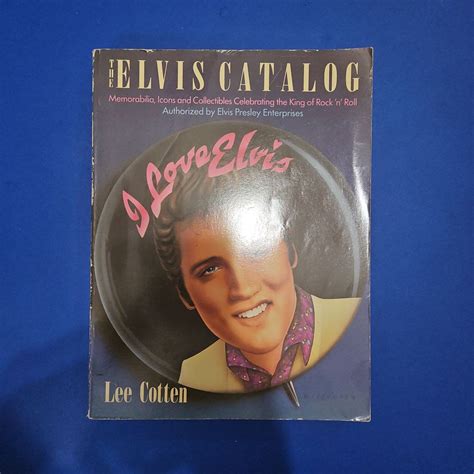 THE ELVIS CATALOG
Memorabilia, Icons and Collectibles Celebrating the King of Rock 'n' Roll
Authorized by Elvis Presley Enterprises
I Love Elvis
Lee Cotten